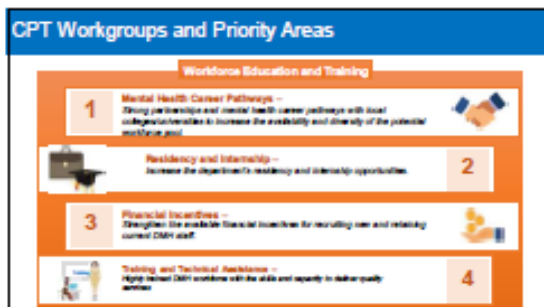 CPT Workgroups and Priority Areas
Workforce Education and Training
1
Mental Health Career Pathways –
Strong partnerships and mental health career pathways with local
colleges/universities to increase the availability and diversity of the potential
workforce pool.
Residency and Internship –
Increase the department's residency and internship opportunities.
2
3
Financial Incentives –
Strengthen the available financial incentives for recruiting new and retaining
current DMH staff.
Training and Technical Assistance –
Highly trained DMH workforce with the skills and capacity to deliver quality
services
4